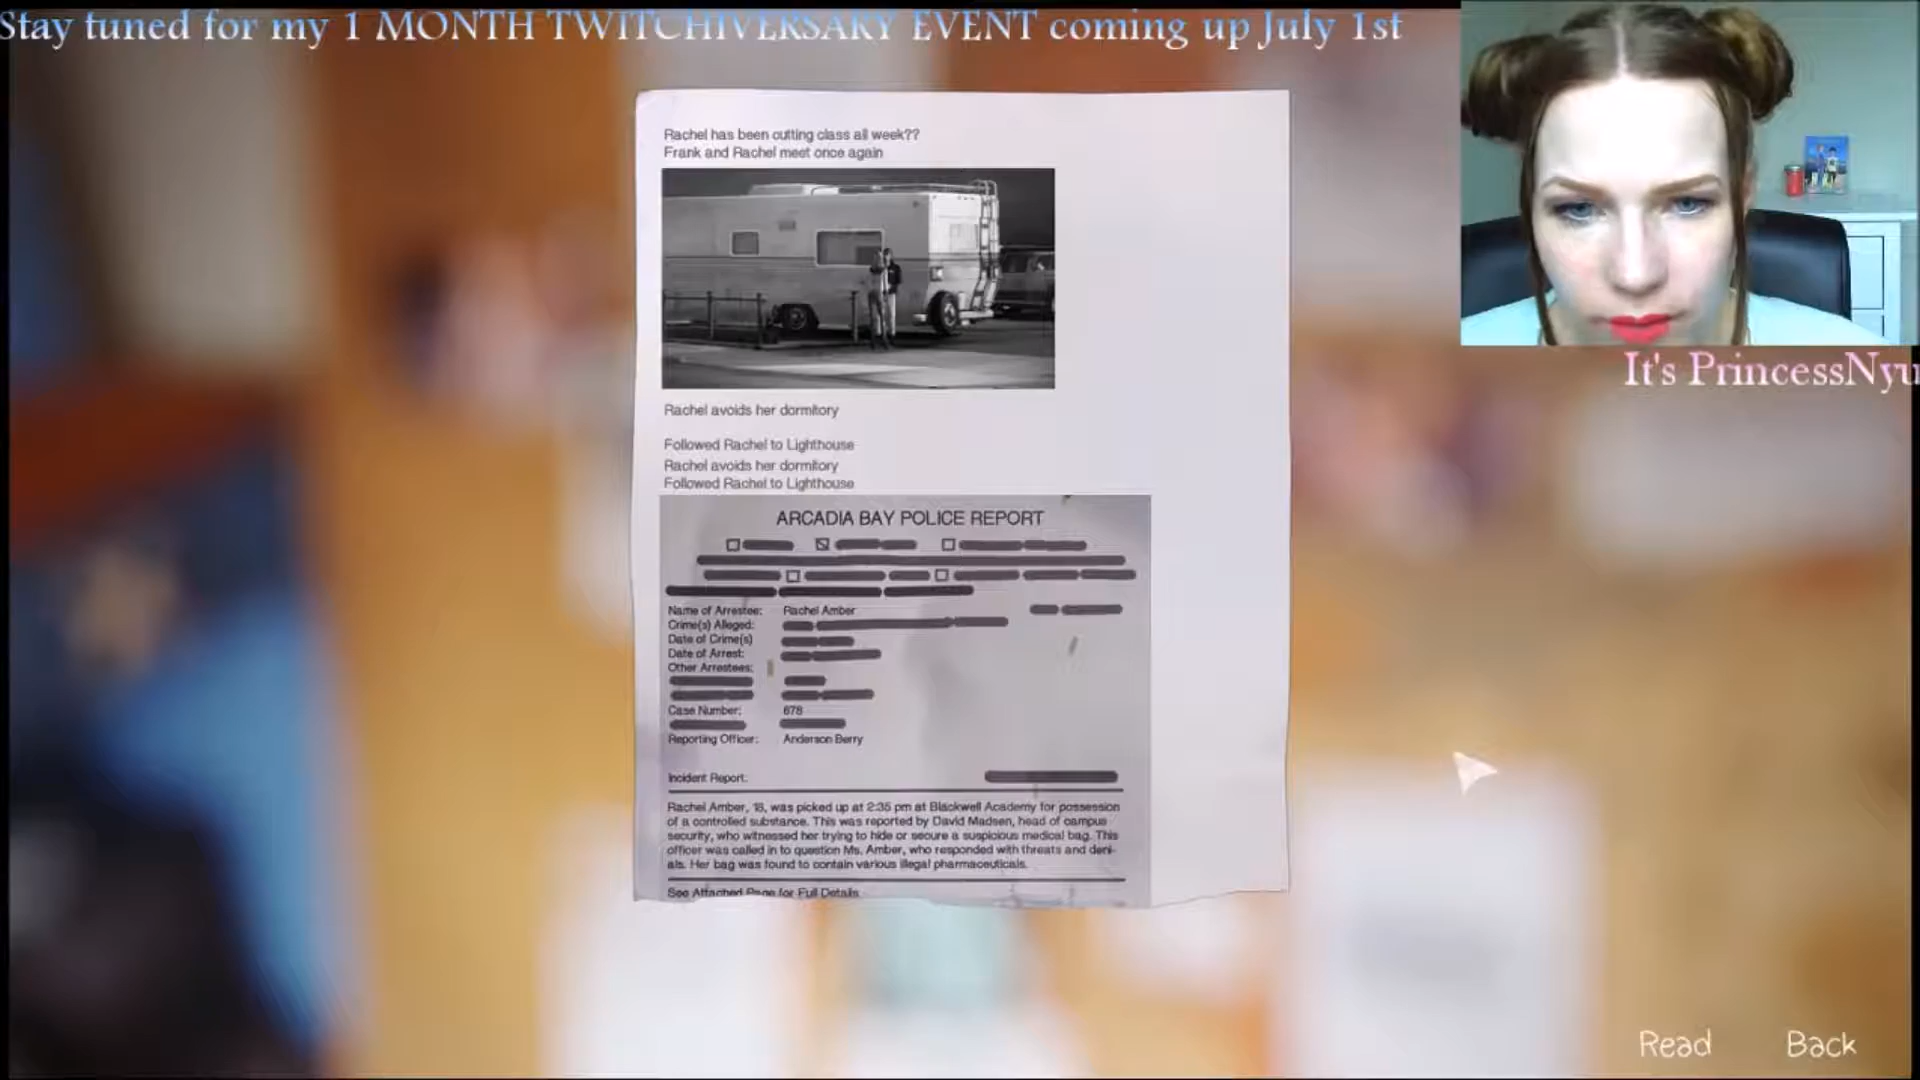 Stay tuned for my 1 MONTH TWITCHIVERSARY EVENT coming up July 1st
Rachel has been cutting class all week??
Frank and Rachel meet once again
It's PrincessNyu
Rachel avoids her dormitory
Followed Rachel to Lighthouse
Rachel avoids her dormitory
Followed Rachel to Lighthouse
ARCADIA BAY POLICE REPORT
Name of Arrestee: Rachel Amber
Crime(s) Alleged:
Date of Crime(s)
Date of Arrest:
Other Arrestees:
Case Number: 678
Reporting Officer: Anderson Berry
Incident Report:
Rachel Amber, 18, was picked up at 2:35 pm at Blackwell Academy for possession
of a controlled substance. This was reported by David Madsen, head of campus
security, who witnessed her trying to hide or secure a suspicious medical bag. This
officer was called in to question Ms. Amber, who responded with threats and deni-
als. Her bag was found to contain various illegal pharmaceuticals.
See Attached Page for Full Details
Read Back